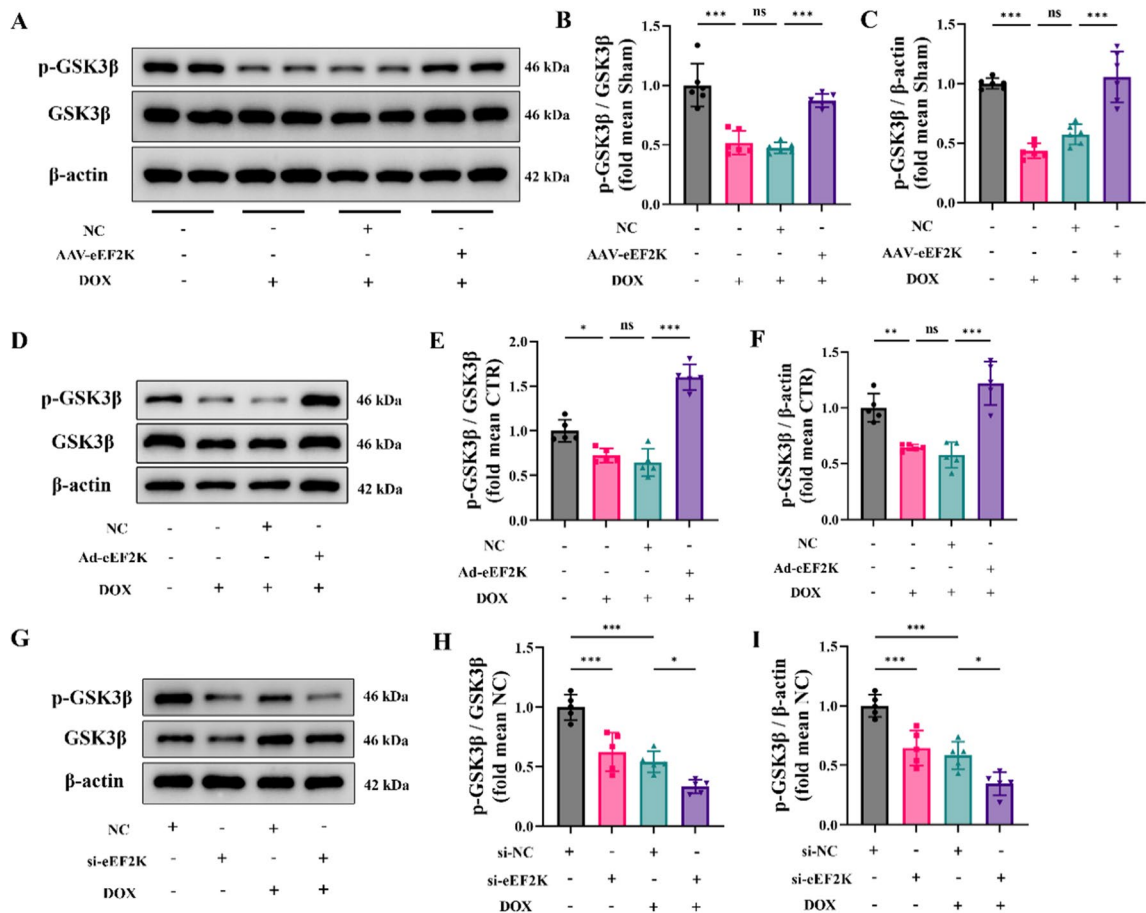 A
p-GSK3β 46 kDa
GSK3β 46 kDa
β-actin 42 kDa
NC - - + -
AAV-eEF2K - - - +
DOX - + + +
B
*** ns ***
p-GSK3β / GSK3β
(fold mean Sham)
1.5
1.0
0.5
0.0
NC - - + -
AAV-eEF2K - - - +
DOX - + + +
C
*** ns ***
p-GSK3β / β-actin
(fold mean Sham)
1.5
1.0
0.5
0.0
NC - - + -
AAV-eEF2K - - - +
DOX - + + +
D
p-GSK3β 46 kDa
GSK3β 46 kDa
β-actin 42 kDa
NC - - + -
Ad-eEF2K - - - +
DOX - + + +
E
* ns ***
p-GSK3β / GSK3β
(fold mean CTR)
2.0
1.5
1.0
0.5
0.0
NC - - + -
Ad-eEF2K - - - +
DOX - + + +
F
** ns ***
p-GSK3β / β-actin
(fold mean CTR)
1.5
1.0
0.5
0.0
NC - - + -
Ad-eEF2K - - - +
DOX - + + +
G
p-GSK3β 46 kDa
GSK3β 46 kDa
β-actin 42 kDa
NC + - + -
si-eEF2K - + - +
DOX - - + +
H
***
*** *
p-GSK3β / GSK3β
(fold mean NC)
1.5
1.0
0.5
0.0
si-NC + - + -
si-eEF2K - + - +
DOX - - + +
I
***
*** *
p-GSK3β / β-actin
(fold mean NC)
1.5
1.0
0.5
0.0
si-NC + - + -
si-eEF2K - + - +
DOX - - + +